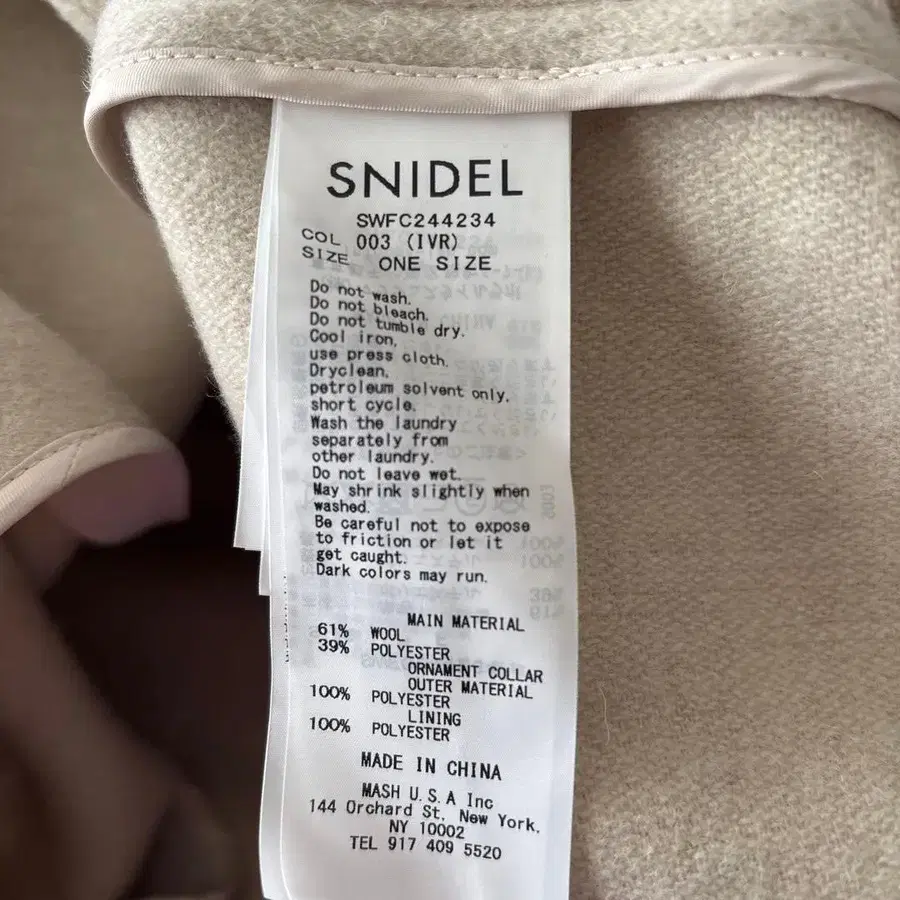 SNIDEL
SWFC244234
COL 003 (IVR)
SIZE ONE SIZE
Do not wash.
Do not bleach.
Do not tumble dry.
Cool iron,
use press cloth.
Dryclean.
petroleum solvent only,
short cycle.
Wash the laundry
separately from
other laundry.
Do not leave wet.
May shrink slightly when
washed.
Be careful not to expose
to friction or let it
get caught.
Dark colors may run.
MAIN MATERIAL
61% WOOL
39% POLYESTER
ORNAMENT COLLAR
OUTER MATERIAL
100% POLYESTER
LINING
100% POLYESTER
MADE IN CHINA
MASH U.S.A Inc
144 Orchard St, New York,
NY 10002
TEL 917 409 5520